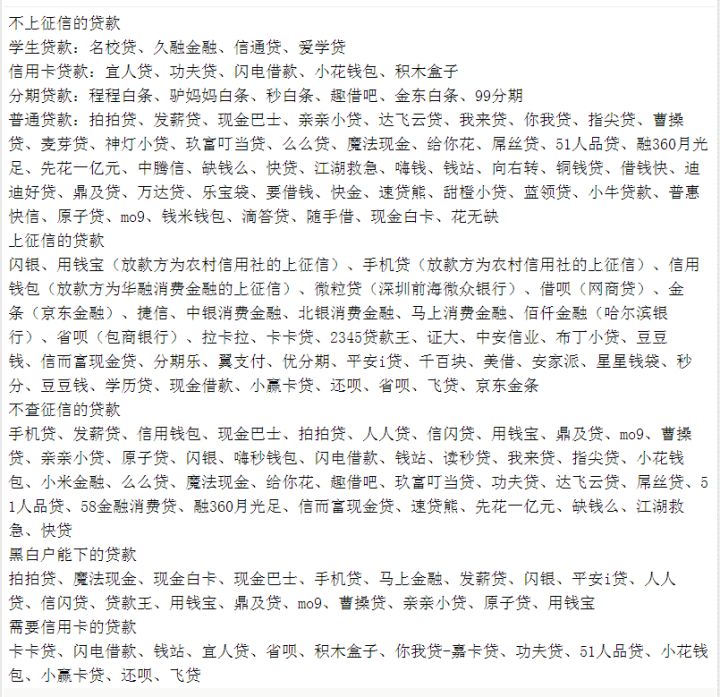 不上征信的贷款
学生贷款：名校贷、久融金融、信通贷、爱学贷
信用卡贷款：宜人贷、功夫贷、闪电借款、小花钱包、积木盒子
分期贷款：程程白条、驴妈妈白条、秒白条、趣借吧、金东白条、99分期
普通贷款：拍拍贷、发薪贷、现金巴士、亲亲小贷、达飞云贷、我来贷、你我贷、指尖贷、曹操
贷、麦芽贷、神灯小贷、玖富叮当贷、么么贷、魔法现金、给你花、屌丝贷、51人品贷、融360月光
足、先花一亿元、中腾信、缺钱么、快贷、江湖救急、嗨钱、钱站、向右转、铜钱贷、借钱快、迪
迪好贷、鼎及贷、万达贷、乐宝袋、要借钱、快金、速贷熊、甜橙小贷、蓝领贷、小牛贷款、普惠
快信、原子贷、mo9、钱米钱包、滴答贷、随手借、现金白卡、花无缺
上征信的贷款
闪银、用钱宝（放款方为农村信用社的上征信）、手机贷（放款方为农村信用社的上征信）、信用
钱包（放款方为华融消费金融的上征信）、微粒贷（深圳前海微众银行）、借呗（网商贷）、金
条（京东金融）、捷信、中银消费金融、北银消费金融、马上消费金融、佰仟金融（哈尔滨银
行）、省呗（包商银行）、拉卡拉、卡卡贷、2345贷款王、证大、中安信业、布丁小贷、豆豆
钱、信而富现金贷、分期乐、翼支付、优分期、平安i贷、千百块、美借、安家派、星星钱袋、秒
分、豆豆钱、学历贷、现金借款、小赢卡贷、还呗、省呗、飞贷、京东金条
不查征信的贷款
手机贷、发薪贷、信用钱包、现金巴士、拍拍贷、人人贷、信闪贷、用钱宝、鼎及贷、mo9、曹操
贷、亲亲小贷、原子贷、闪银、嗨秒钱包、闪电借款、钱站、读秒贷、我来贷、指尖贷、小花钱
包、小米金融、么么贷、魔法现金、给你花、趣借吧、玖富叮当贷、功夫贷、达飞云贷、屌丝贷、5
1人品贷、58金融消费贷、融360月光足、信而富现金贷、速贷熊、先花一亿元、缺钱么、江湖救
急、快贷
黑白户能下的贷款
拍拍贷、魔法现金、现金白卡、现金巴士、手机贷、马上金融、发薪贷、闪银、平安i贷、人人
贷、信闪贷、贷款王、用钱宝、鼎及贷、mo9、曹操贷、亲亲小贷、原子贷、用钱宝
需要信用卡的贷款
卡卡贷、闪电借款、钱站、宜人贷、省呗、积木盒子、你我贷-嘉卡贷、功夫贷、51人品贷、小花钱
包、小赢卡贷、还呗、飞贷